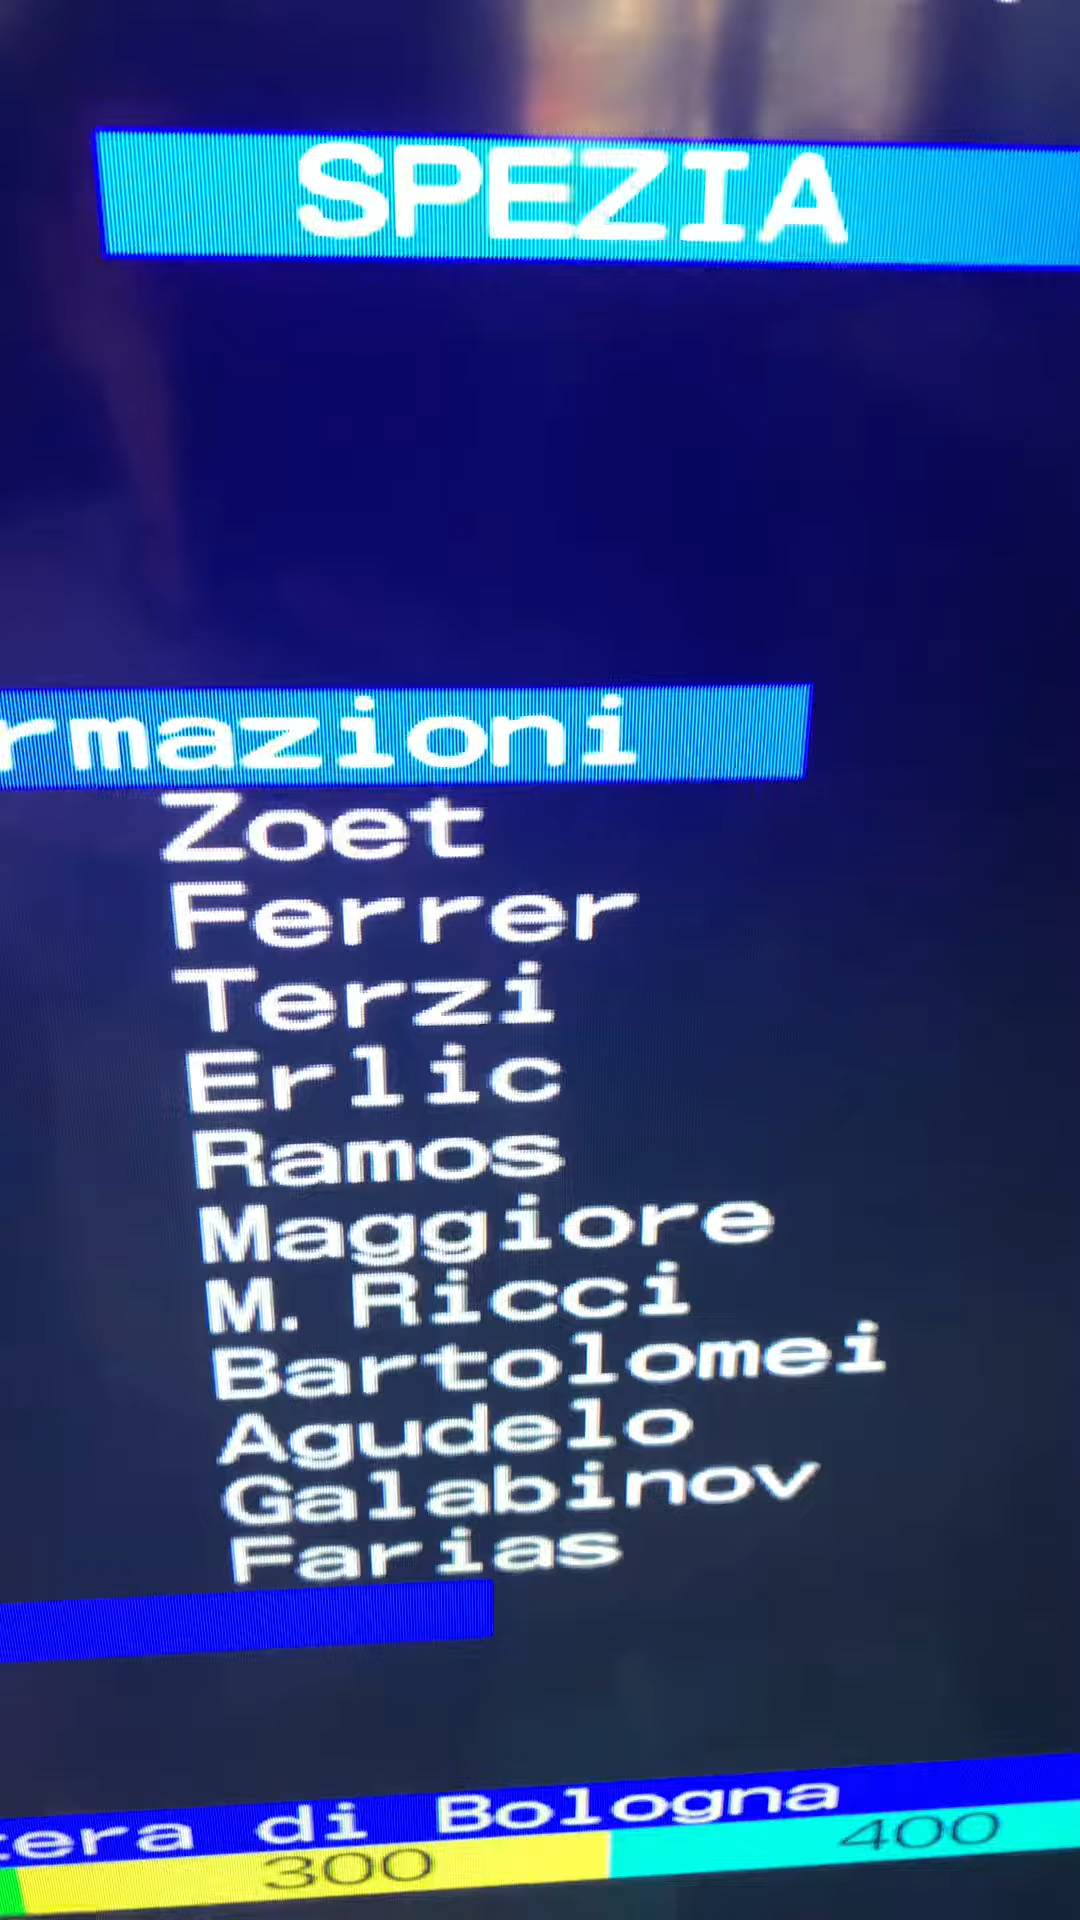 SPEZIA
rmazioni
Zoet
Ferrer
Terzi
Erlic
Ramos
Maggiore
M. Ricci
Bartolomei
Agudelo
Galabinov
Farias
tera di Bologna
300 400